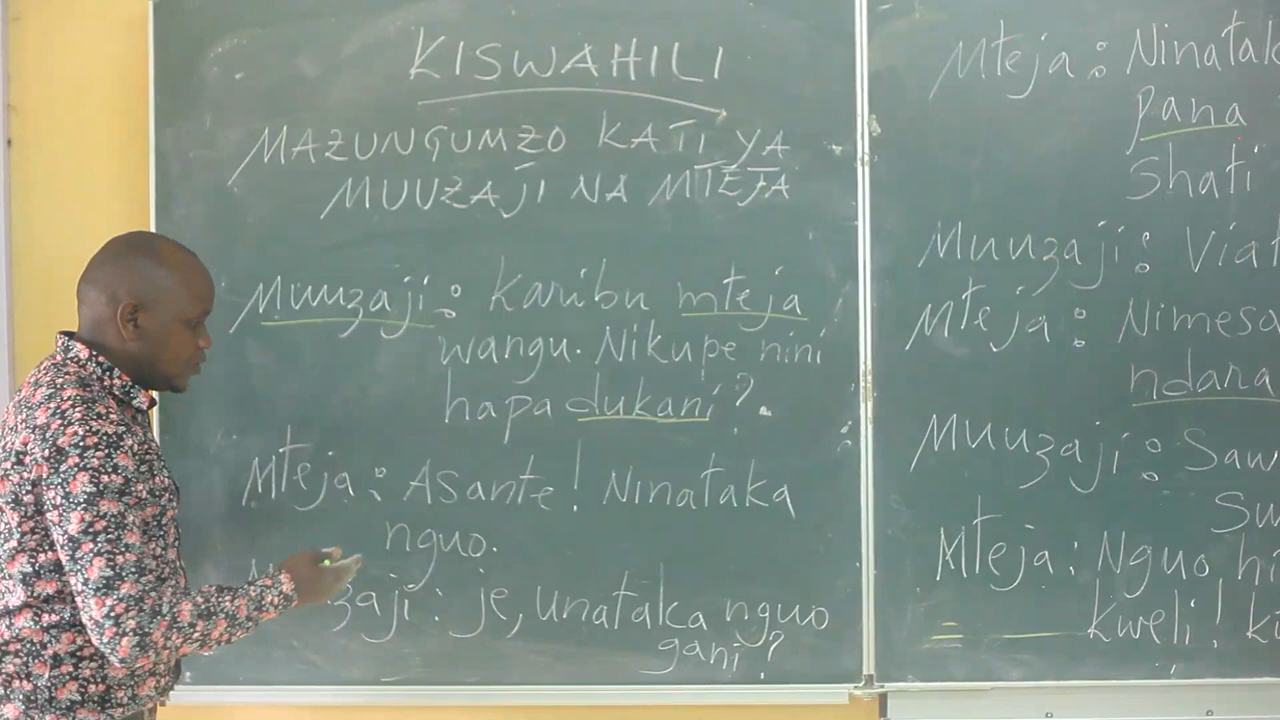 KISWAHILI
MAZUNGUMZO KATI YA
MUUZAJI NA MTEJA
Muuzaji: Karibu mteja
wangu. Nikupe nini
hapa dukani?.
Mteja: Asante! Ninataka
nguo.
zaji: je, unataka nguo
gani?
Mteja: Ninatak
pana
Shati
Muuzaji: Viat
Mteja: Nimesa
ndara
Muuzaji: Saw
Su
Mteja: Nguo hi
kweli! ki